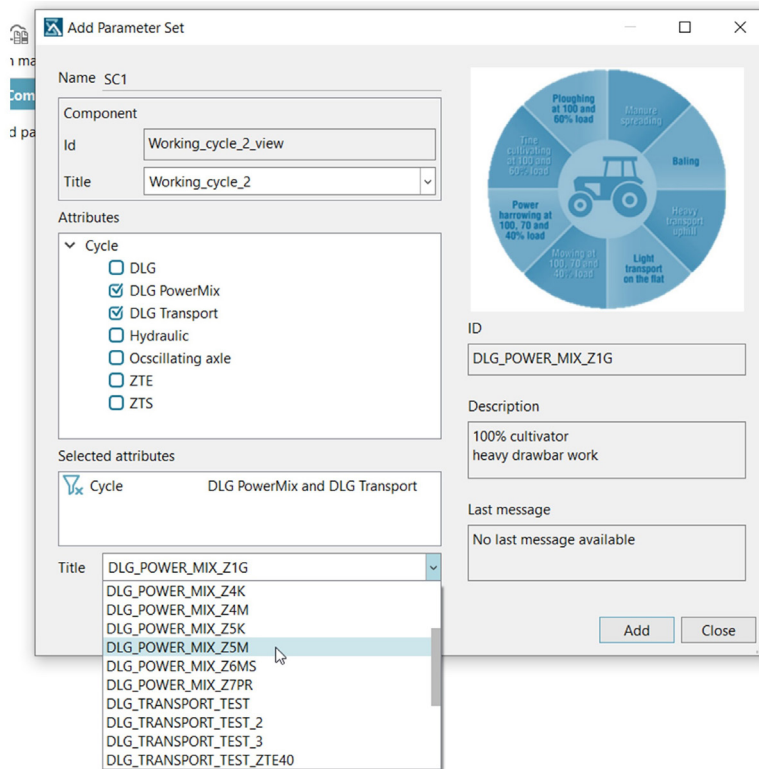 Add Parameter Set
n ma
Com
d pa
Name SC1
Component
Id Working_cycle_2_view
Title Working_cycle_2
Attributes
Cycle
DLG
DLG PowerMix
DLG Transport
Hydraulic
Ocscillating axle
ZTE
ZTS
Selected attributes
Cycle DLG PowerMix and DLG Transport
Title DLG_POWER_MIX_Z1G
DLG_POWER_MIX_Z4K
DLG_POWER_MIX_Z4M
DLG_POWER_MIX_Z5K
DLG_POWER_MIX_Z5M
DLG_POWER_MIX_Z6MS
DLG_POWER_MIX_Z7PR
DLG_TRANSPORT_TEST
DLG_TRANSPORT_TEST_2
DLG_TRANSPORT_TEST_3
DLG_TRANSPORT_TEST_ZTE40
Ploughing
at 100 and
60% load
Manure
spreading
Baling
Heavy
transport
uphill
Light
transport
on the flat
Mowing at
100, 70 and
40% load
Power
harrowing at
100, 70 and
40% load
Tine
cultivating
at 100 and
60% load
ID
DLG_POWER_MIX_Z1G
Description
100% cultivator
heavy drawbar work
Last message
No last message available
Add
Close